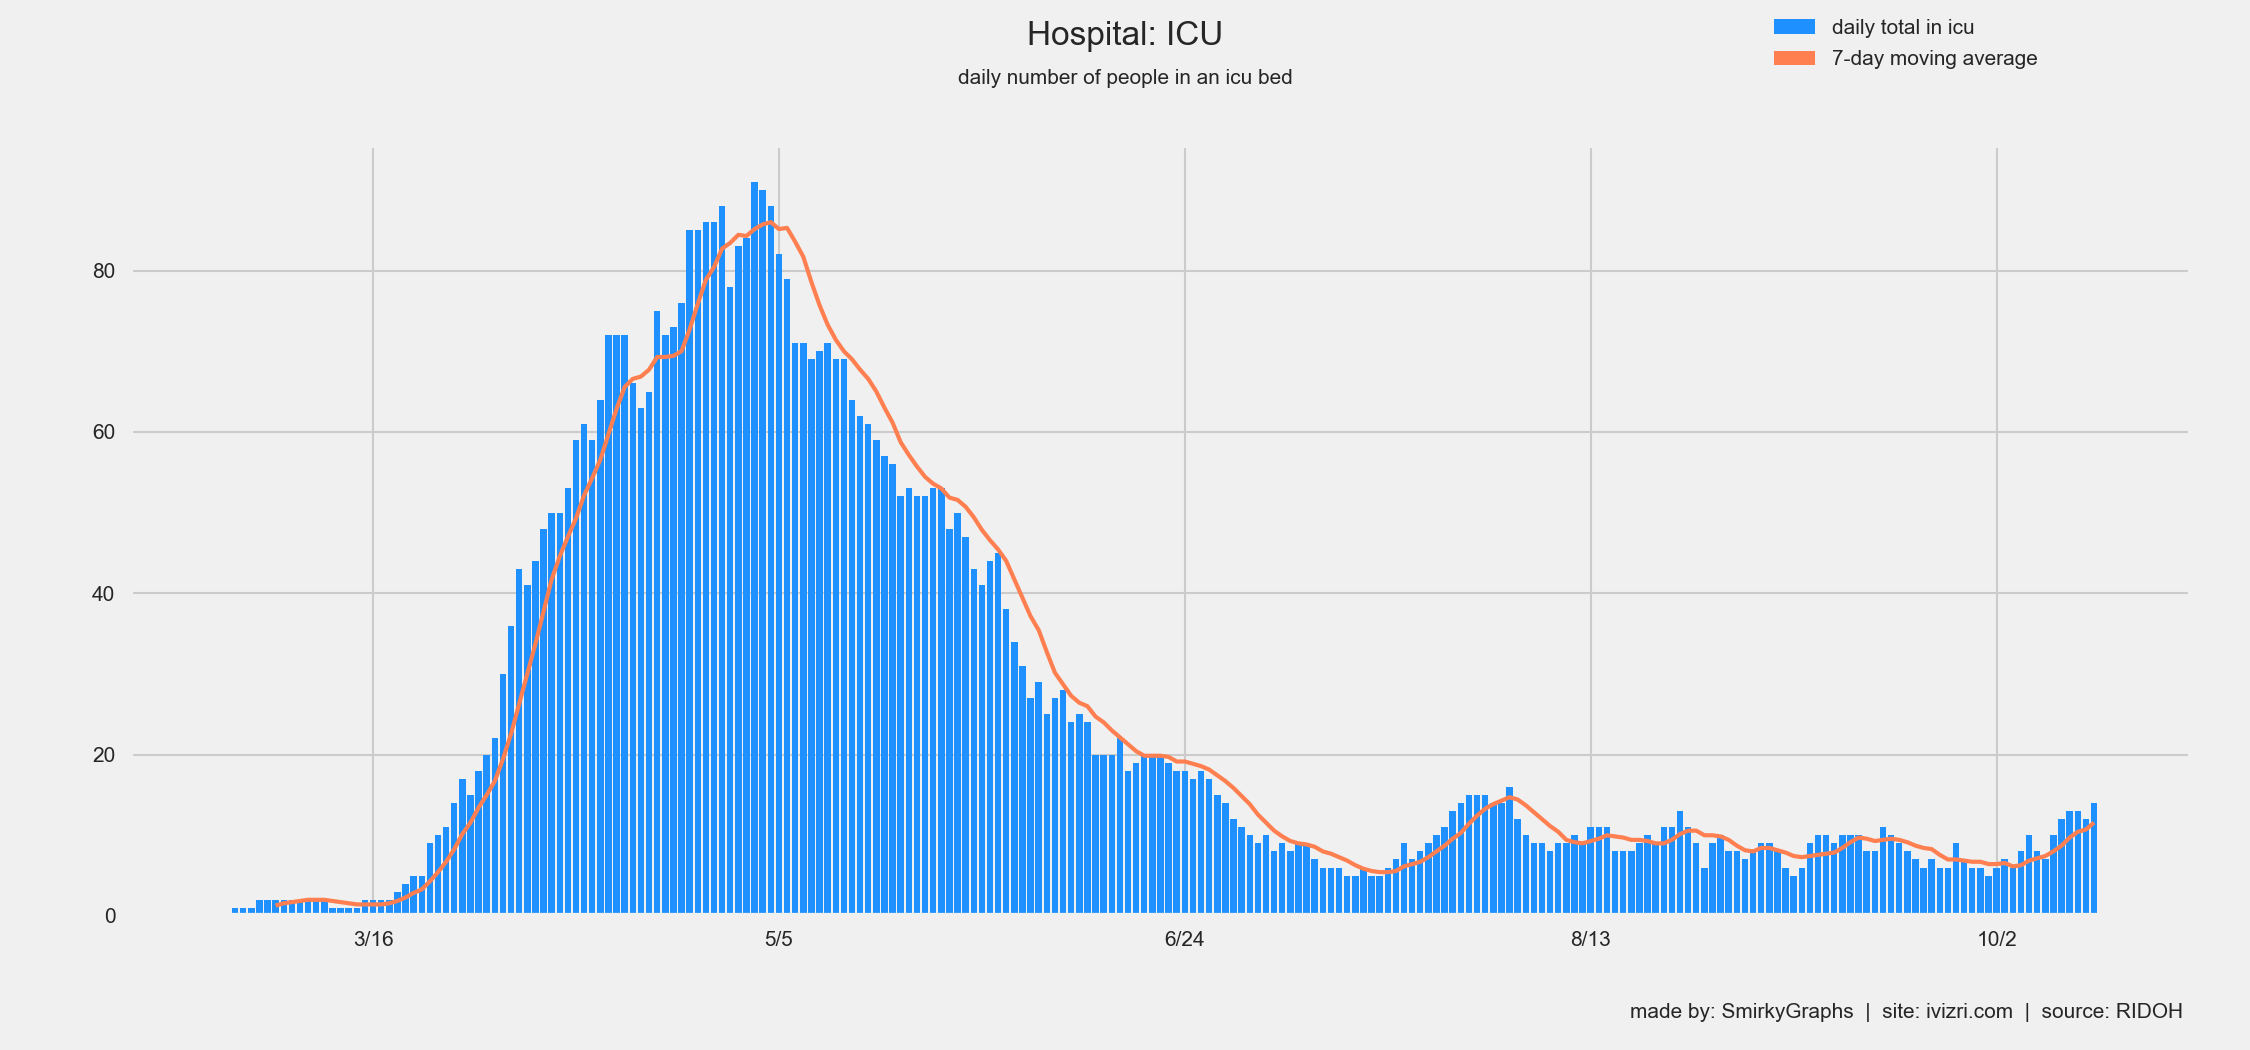 Hospital: ICU
daily number of people in an icu bed
daily total in icu
7-day moving average
80
60
40
20
0
3/16 5/5 6/24 8/13 10/2
made by: SmirkyGraphs | site: ivizri.com | source: RIDOH